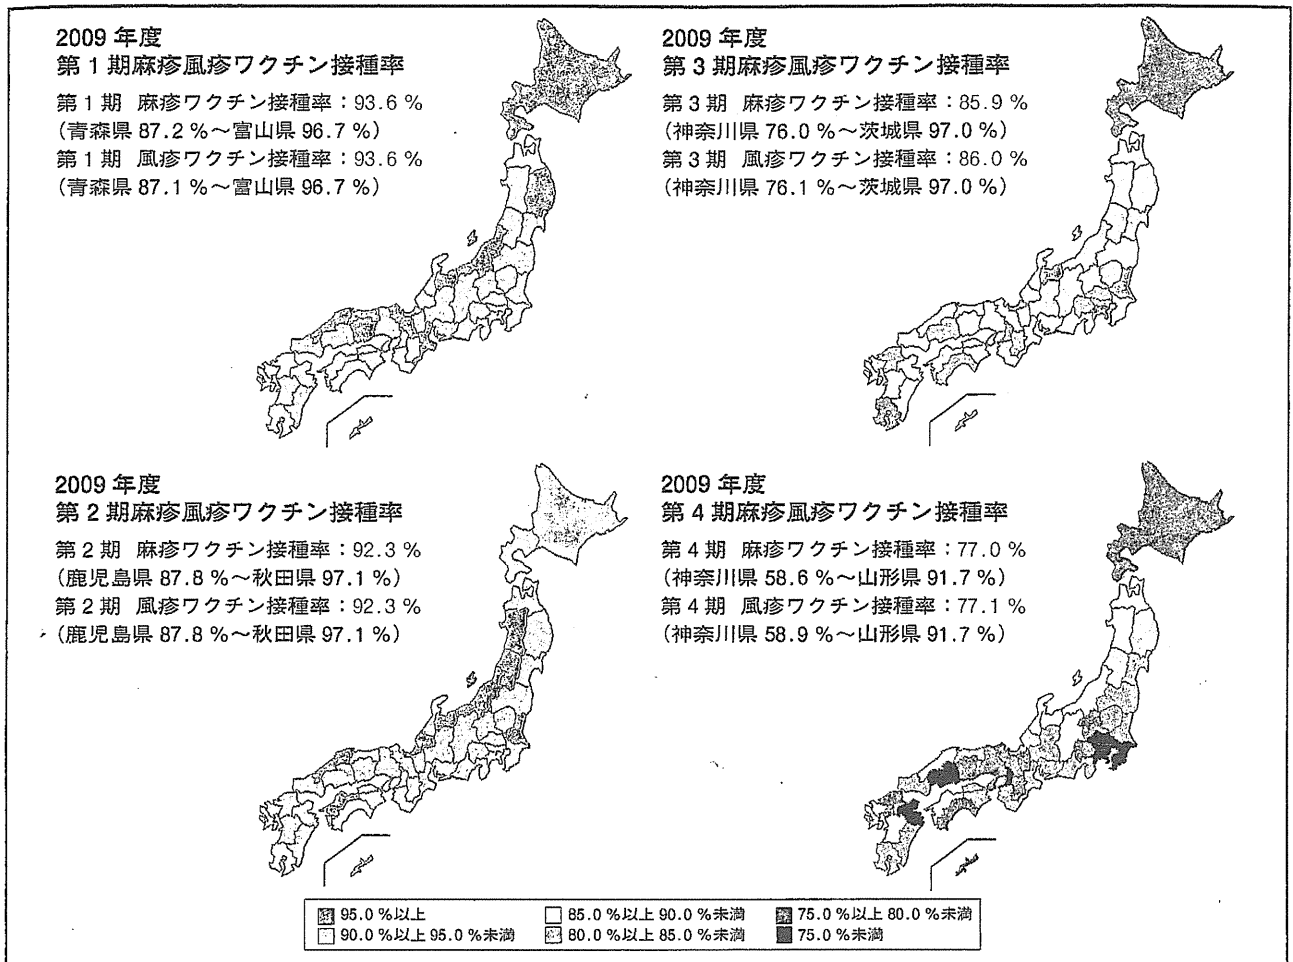 2009 年度
第 1 期麻疹風疹ワクチン接種率
第 1 期 麻疹ワクチン接種率：93.6 %
（青森県 87.2 %～富山県 96.7 %）
第 1 期 風疹ワクチン接種率：93.6 %
（青森県 87.1 %～富山県 96.7 %）
2009 年度
第 3 期麻疹風疹ワクチン接種率
第 3 期 麻疹ワクチン接種率：85.9 %
（神奈川県 76.0 %～茨城県 97.0 %）
第 3 期 風疹ワクチン接種率：86.0 %
（神奈川県 76.1 %～茨城県 97.0 %）
2009 年度
第 2 期麻疹風疹ワクチン接種率
第 2 期 麻疹ワクチン接種率：92.3 %
（鹿児島県 87.8 %～秋田県 97.1 %）
第 2 期 風疹ワクチン接種率：92.3 %
（鹿児島県 87.8 %～秋田県 97.1 %）
2009 年度
第 4 期麻疹風疹ワクチン接種率
第 4 期 麻疹ワクチン接種率：77.0 %
（神奈川県 58.6 %～山形県 91.7 %）
第 4 期 風疹ワクチン接種率：77.1 %
（神奈川県 58.9 %～山形県 91.7 %）
95.0 %以上
85.0 %以上 90.0 %未満
75.0 %以上 80.0 %未満
90.0 %以上 95.0 %未満
80.0 %以上 85.0 %未満
75.0 %未満